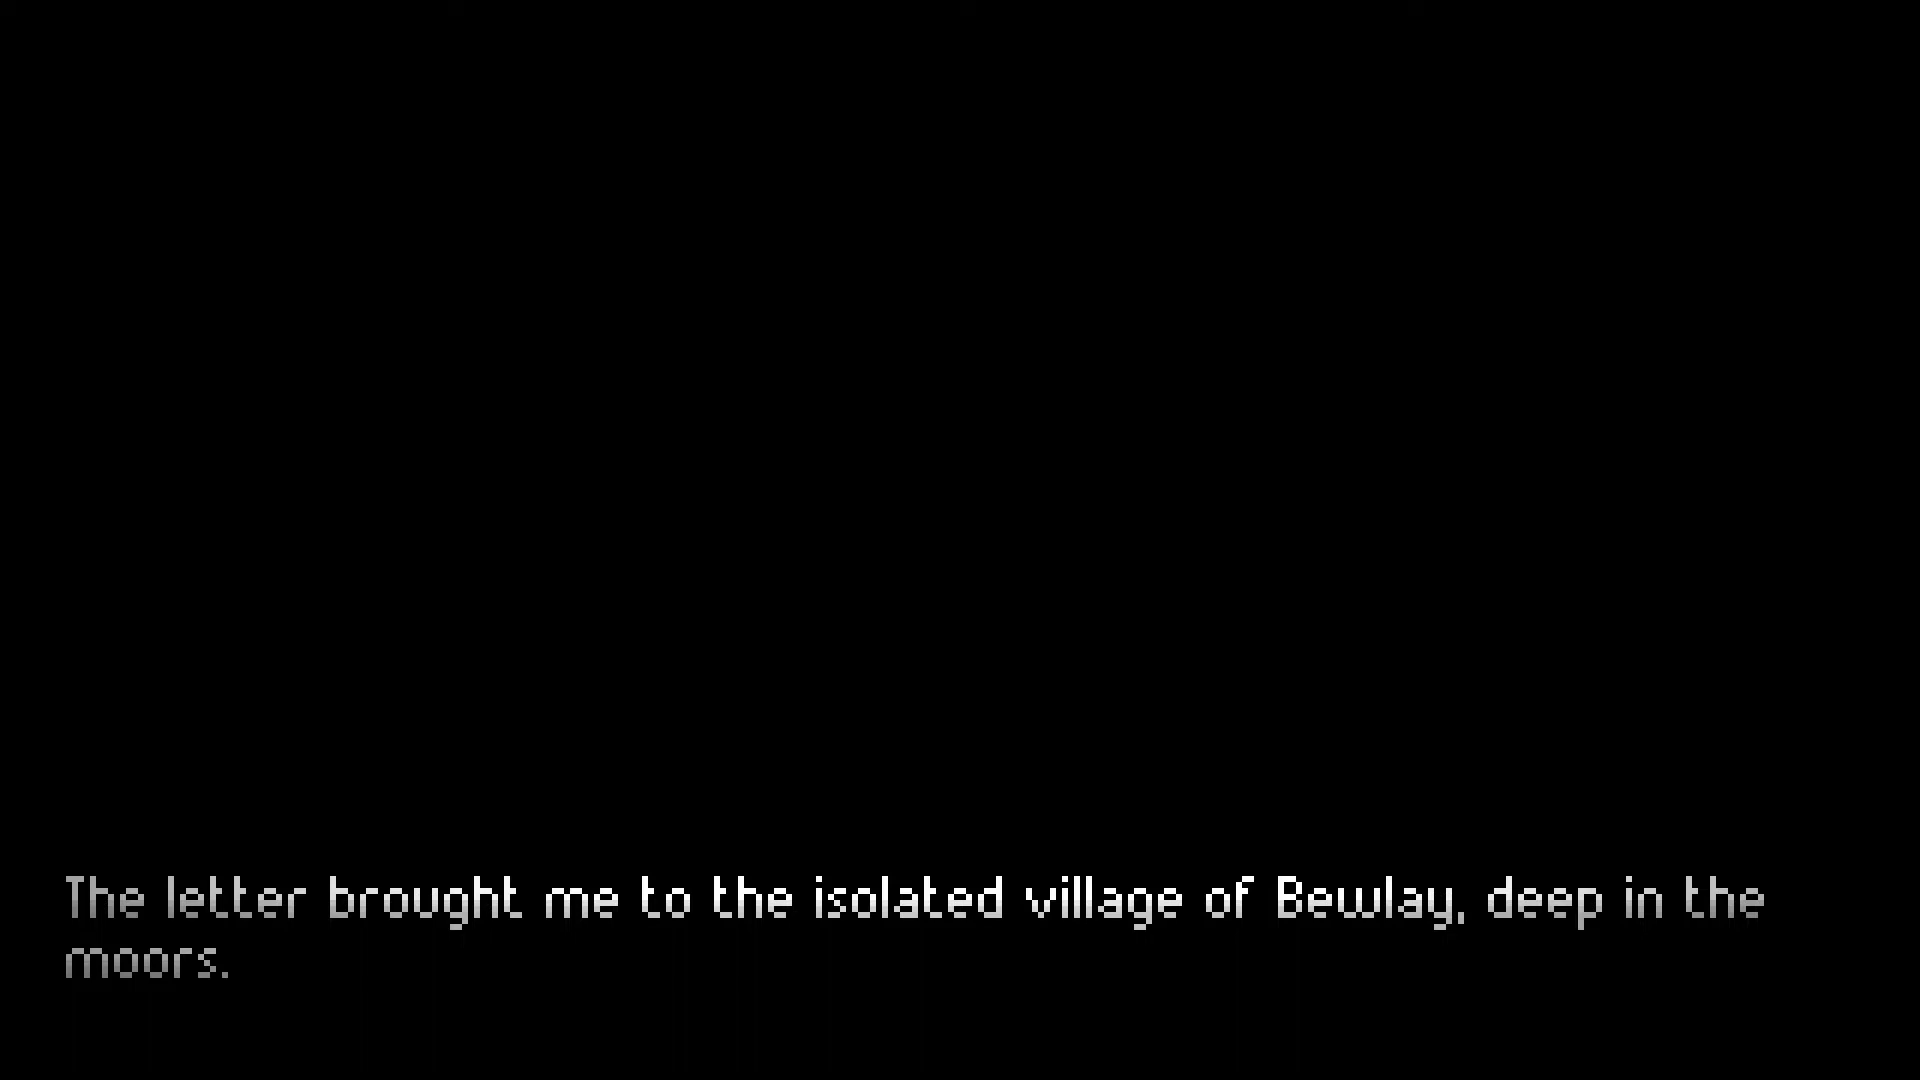 The letter brought me to the isolated village of Bewlay, deep in the
moors.